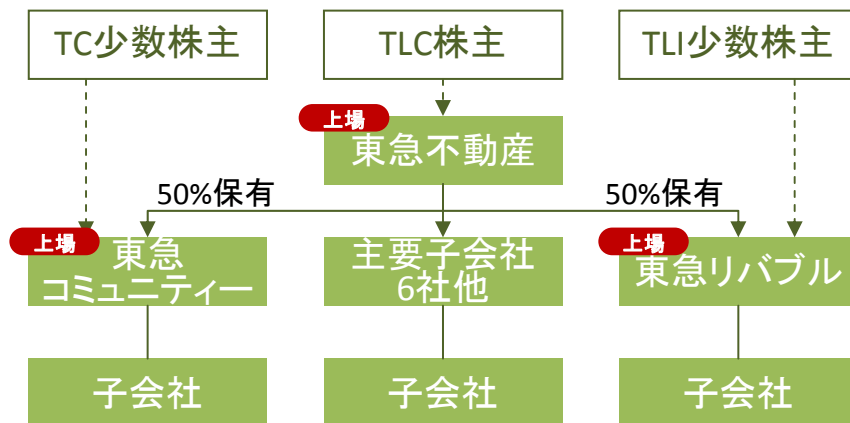 TC少数株主
TLC株主
TLI少数株主
上場
東急不動産
50%保有
50%保有
上場
東急
コミュニティー
主要子会社
6社他
上場
東急リバブル
子会社
子会社
子会社